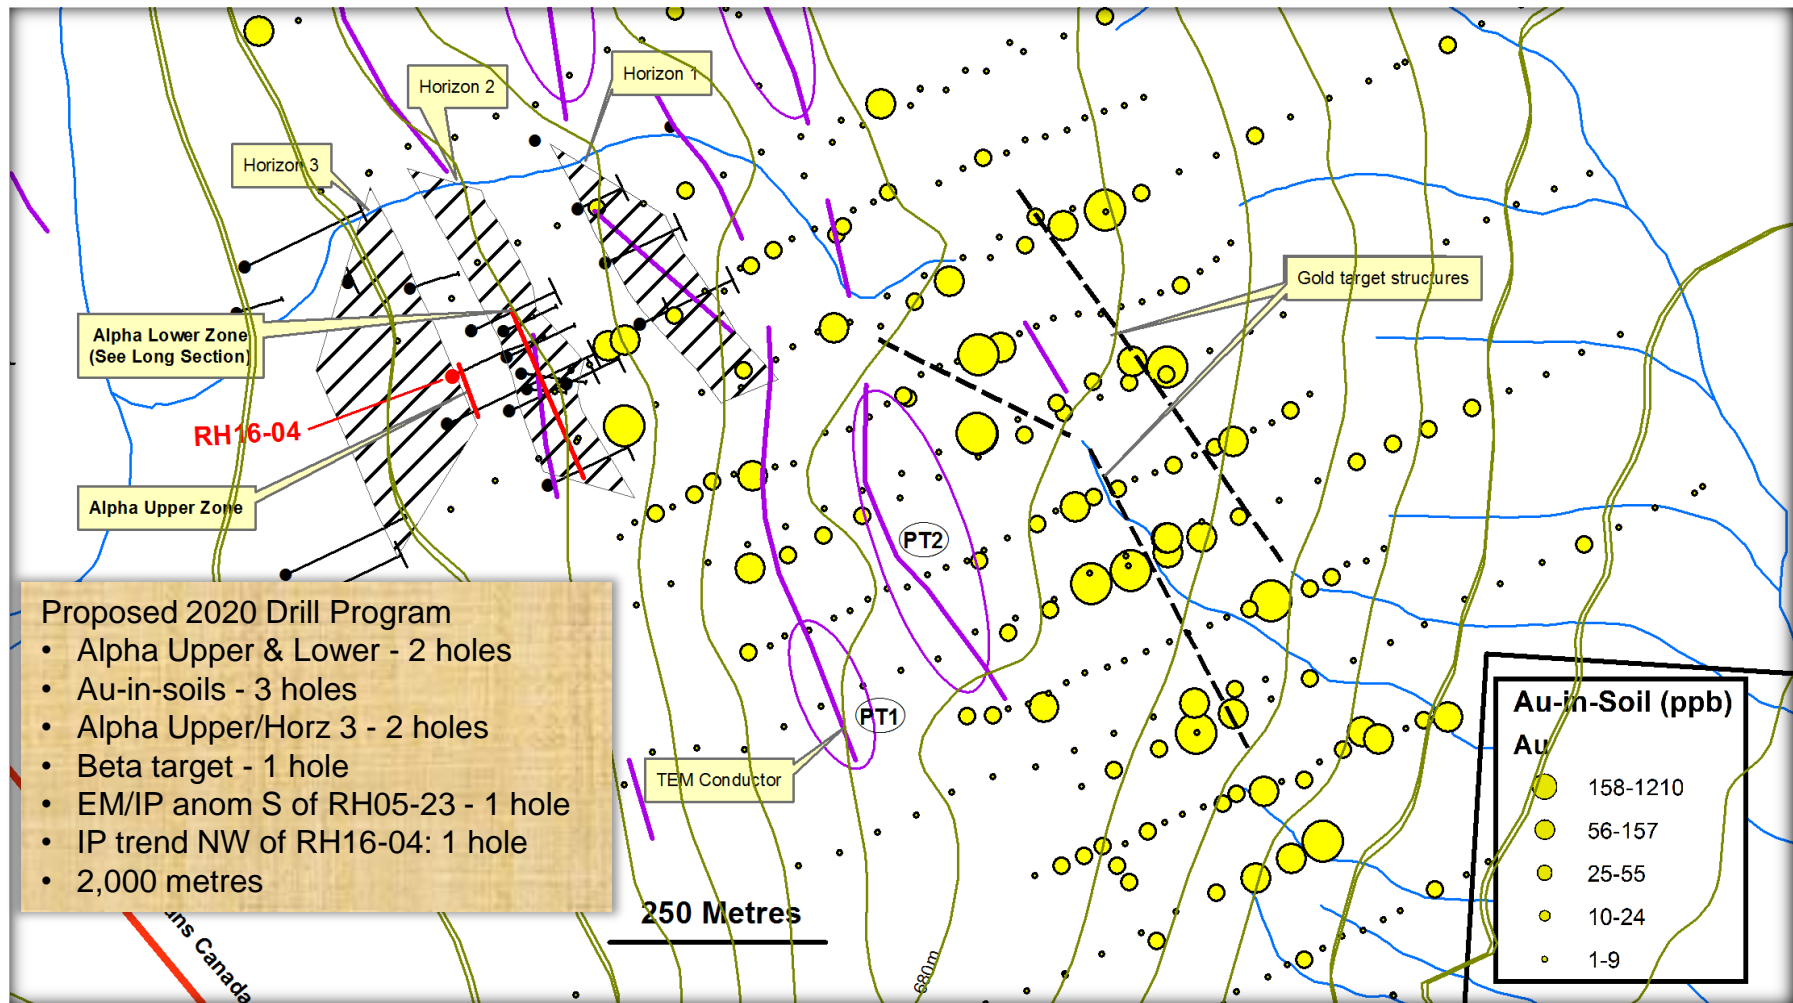 Horizon 1
Horizon 2
Horizon 3
Gold target structures
Alpha Lower Zone
(See Long Section)
RH16-04
Alpha Upper Zone
PT2
PT1
TEM Conductor
Proposed 2020 Drill Program
• Alpha Upper & Lower - 2 holes
• Au-in-soils - 3 holes
• Alpha Upper/Horz 3 - 2 holes
• Beta target - 1 hole
• EM/IP anom S of RH05-23 - 1 hole
• IP trend NW of RH16-04: 1 hole
• 2,000 metres
250 Metres
680m
Canada
Au-in-Soil (ppb)
Au
158-1210
56-157
25-55
10-24
1-9